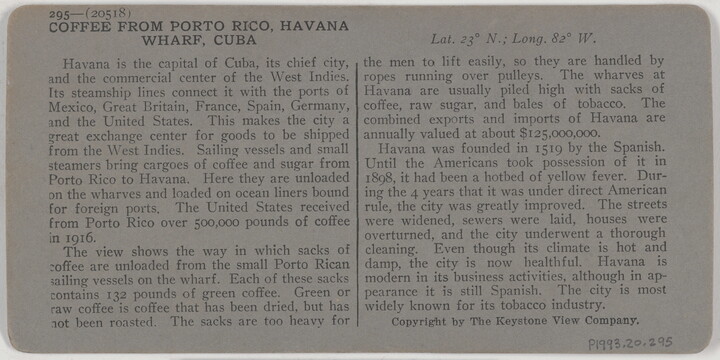 295—(20518)
COFFEE FROM PORTO RICO, HAVANA
WHARF, CUBA
Lat. 23° N.; Long. 82° W.
Havana is the capital of Cuba, its chief city,
and the commercial center of the West Indies.
Its steamship lines connect it with the ports of
Mexico, Great Britain, France, Spain, Germany,
and the United States. This makes the city a
great exchange center for goods to be shipped
from the West Indies. Sailing vessels and small
steamers bring cargoes of coffee and sugar from
Porto Rico to Havana. Here they are unloaded
on the wharves and loaded on ocean liners bound
for foreign ports. The United States received
from Porto Rico over 500,000 pounds of coffee
in 1916.
The view shows the way in which sacks of
coffee are unloaded from the small Porto Rican
sailing vessels on the wharf. Each of these sacks
contains 132 pounds of green coffee. Green or
raw coffee is coffee that has been dried, but has
not been roasted. The sacks are too heavy for
the men to lift easily, so they are handled by
ropes running over pulleys. The wharves at
Havana are usually piled high with sacks of
coffee, raw sugar, and bales of tobacco. The
combined exports and imports of Havana are
annually valued at about $125,000,000.
Havana was founded in 1519 by the Spanish.
Until the Americans took possession of it in
1898, it had been a hotbed of yellow fever. Dur-
ing the 4 years that it was under direct American
rule, the city was greatly improved. The streets
were widened, sewers were laid, houses were
overturned, and the city underwent a thorough
cleaning. Even though its climate is hot and
damp, the city is now healthful. Havana is
modern in its business activities, although in ap-
pearance it is still Spanish. The city is most
widely known for its tobacco industry.
Copyright by The Keystone View Company.
P1993.20.295